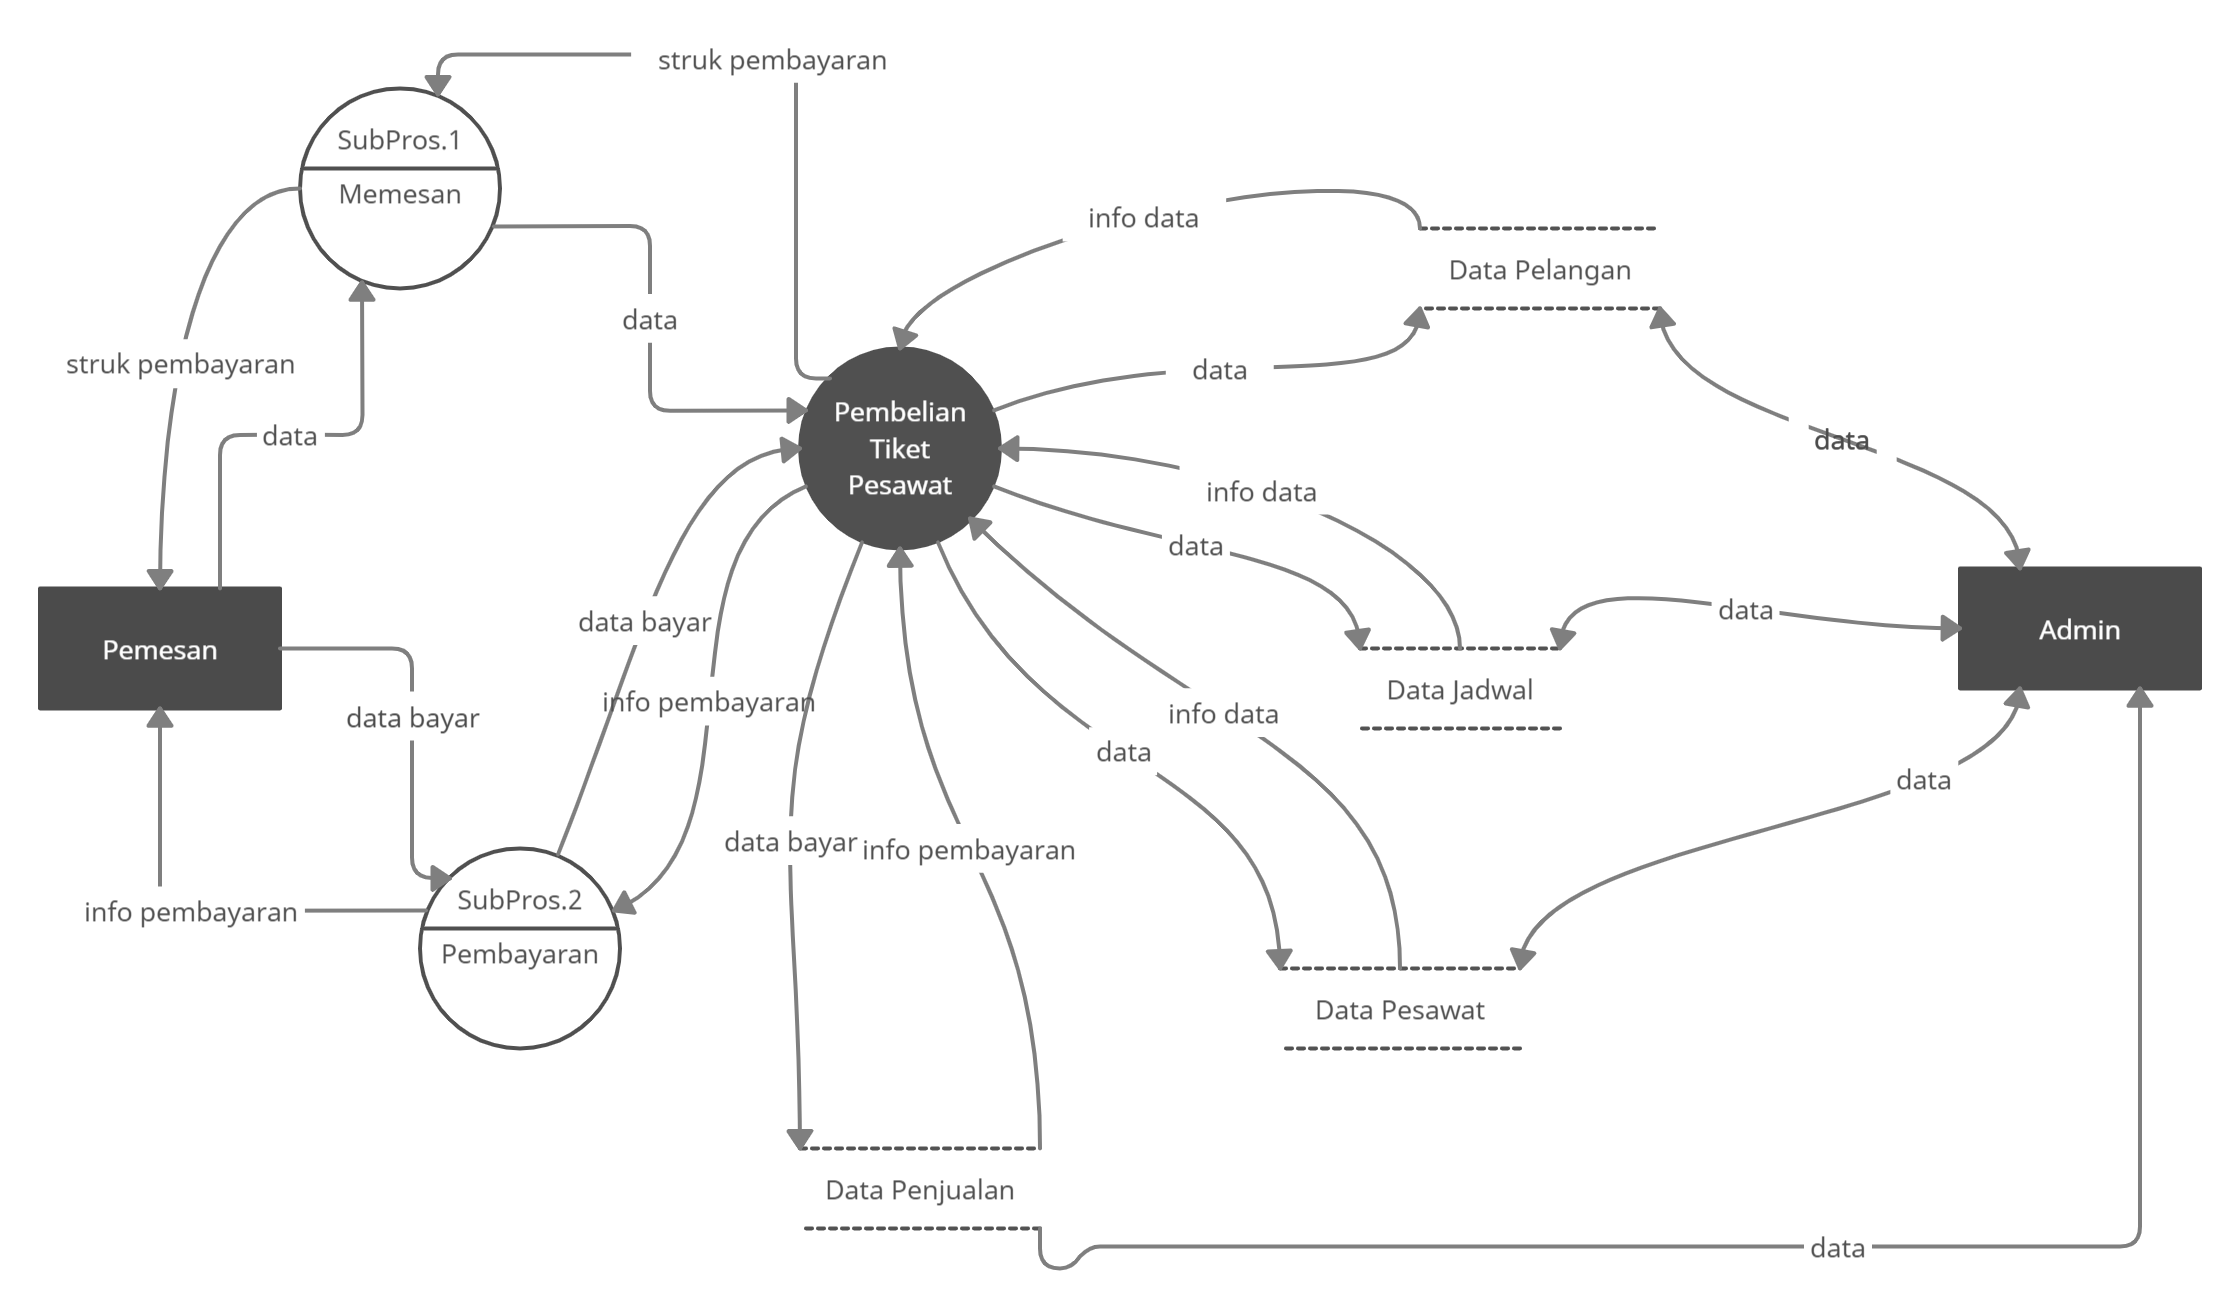 struk pembayaran
SubPros.1
Memesan
info data
Data Pelangan
data
struk pembayaran
data
data
Pembelian
Tiket
Pesawat
data
info data
data
data bayar
data
Pemesan
Admin
info pembayaran
Data Jadwal
data bayar
info data
data
data
data bayar
info pembayaran
info pembayaran
SubPros.2
Pembayaran
Data Pesawat
Data Penjualan
data